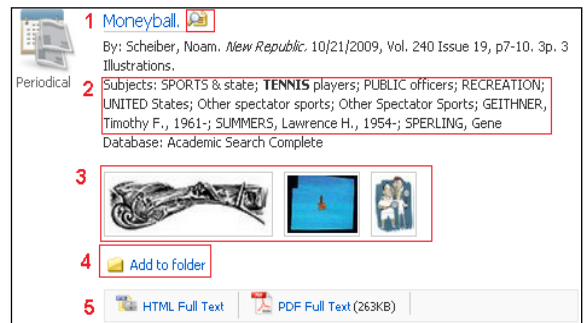 1 Moneyball.
By: Scheiber, Noam. New Republic. 10/21/2009, Vol. 240 Issue 19, p7-10. 3p. 3
Illustrations.
Periodical
2 Subjects: SPORTS & state; TENNIS players; PUBLIC officers; RECREATION;
UNITED States; Other spectator sports; Other Spectator Sports; GEITHNER,
Timothy F., 1961-; SUMMERS, Lawrence H., 1954-; SPERLING, Gene
Database: Academic Search Complete
3
4 Add to folder
5 HTML Full Text PDF Full Text (263KB)